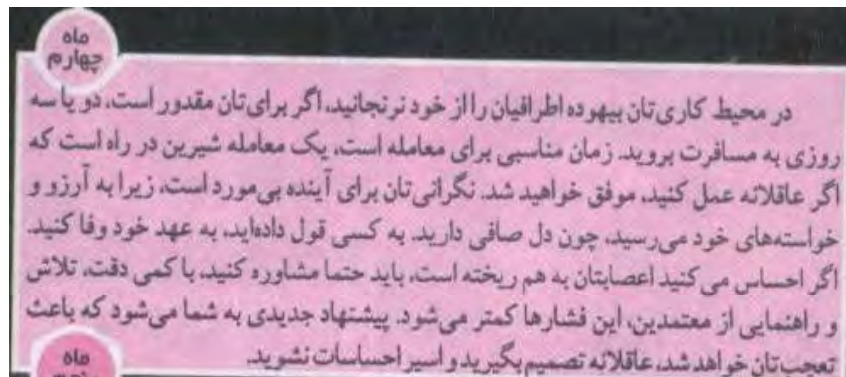 ماه
چهارم
در محیط کاری‌تان بیهوده اطرافیان را از خود نرنجانید، اگر برای‌تان مقدور است، دو یا سه
روزی به مسافرت بروید. زمان مناسبی برای معامله است، یک معامله شیرین در راه است که
اگر عاقلانه عمل کنید، موفق خواهید شد. نگرانی‌تان برای آینده بی‌مورد است، زیرا به آرزو و
خواسته‌های خود می‌رسید، چون دل صافی دارید. به کسی قول داده‌اید، به عهد خود وفا کنید.
اگر احساس می‌کنید اعصابتان به هم ریخته است، باید حتما مشاوره کنید، با کمی دقت، تلاش
و راهنمایی از معتمدین، این فشارها کمتر می‌شود. پیشنهاد جدیدی به شما می‌شود که باعث
تعجب‌تان خواهد شد، عاقلانه تصمیم بگیرید و اسیر احساسات نشوید.
ماه